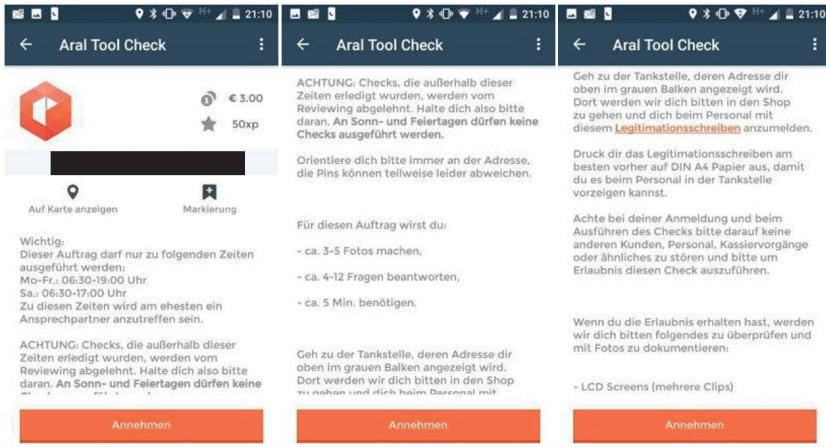 21:10
Aral Tool Check
€ 3.00
50xp
Auf Karte anzeigen
Markierung
Wichtig:
Dieser Auftrag darf nur zu folgenden Zeiten
ausgeführt werden:
Mo-Fr.: 06:30-19:00 Uhr
Sa.: 06:30-17:00 Uhr
Zu diesen Zeiten wird am ehesten ein
Ansprechpartner anzutreffen sein.
ACHTUNG: Checks, die außerhalb dieser
Zeiten erledigt wurden, werden vom
Reviewing abgelehnt. Halte dich also bitte
daran. An Sonn- und Feiertagen dürfen keine
Annehmen
H+ 21:10
Aral Tool Check
ACHTUNG: Checks, die außerhalb dieser
Zeiten erledigt wurden, werden vom
Reviewing abgelehnt. Halte dich also bitte
daran. An Sonn- und Feiertagen dürfen keine
Checks ausgeführt werden.
Orientiere dich bitte immer an der Adresse,
die Pins können teilweise leider abweichen.
Für diesen Auftrag wirst du:
- ca. 3-5 Fotos machen,
- ca. 4-12 Fragen beantworten,
- ca. 5 Min. benötigen.
Geh zu der Tankstelle, deren Adresse dir
oben im grauen Balken angezeigt wird.
Dort werden wir dich bitten in den Shop
zu gehen und dich beim Personal mit
Annehmen
H+ 21:10
Aral Tool Check
Geh zu der Tankstelle, deren Adresse dir
oben im grauen Balken angezeigt wird.
Dort werden wir dich bitten in den Shop
zu gehen und dich beim Personal mit
diesem Legitimationsschreiben anzumelden.
Druck dir das Legitimationsschreiben am
besten vorher auf DIN A4 Papier aus, damit
du es beim Personal in der Tankstelle
vorzeigen kannst.
Achte bei deiner Anmeldung und beim
Ausführen des Checks bitte darauf keine
anderen Kunden, Personal, Kassiervorgänge
oder ähnliches zu stören und bitte um
Erlaubnis diesen Check auszuführen.
Wenn du die Erlaubnis erhalten hast, werden
wir dich bitten folgendes zu überprüfen und
mit Fotos zu dokumentieren:
- LCD Screens (mehrere Clips)
Annehmen